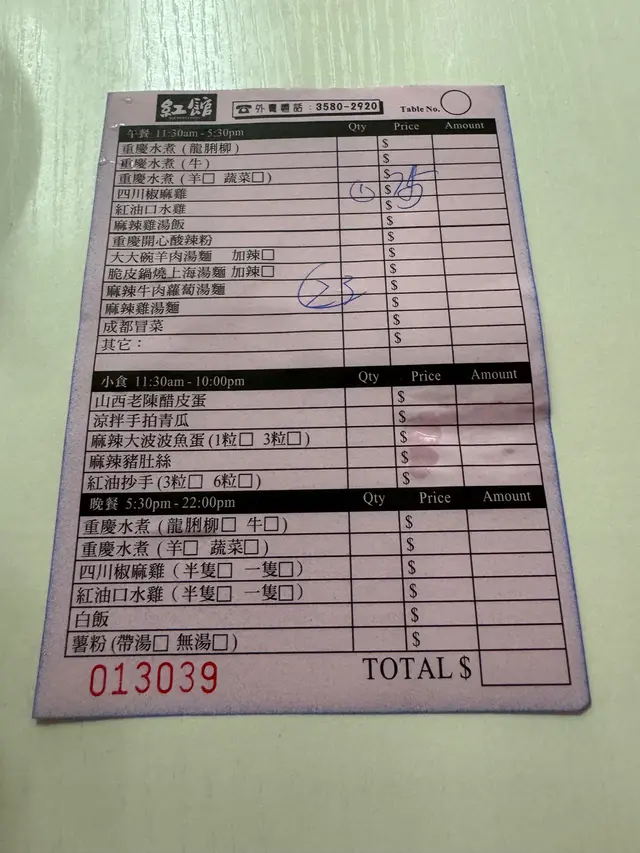 紅館 ☎外賣電話:3580-2920 Table No.
午餐 11:30am - 5:30pm Qty Price Amount
重慶水煮 (龍脷柳) $
重慶水煮 (牛) $
重慶水煮 (羊□ 蔬菜□) $
四川椒麻雞 ① $
紅油口水雞 $
麻辣雞湯飯 $
重慶開心酸辣粉 $
大大碗羊肉湯麵 加辣□ $
脆皮鍋燒上海湯麵 加辣□ $
麻辣牛肉蘿蔔湯麵 23 $
麻辣雞湯麵 $
成都冒菜 $
其它: $
小食 11:30am - 10:00pm Qty Price Amount
山西老陳醋皮蛋 $
涼拌手拍青瓜 $
麻辣大波波魚蛋 (1粒□ 3粒□) $
麻辣豬肚絲 $
紅油抄手 (3粒□ 6粒□) $
晚餐 5:30pm - 22:00pm Qty Price Amount
重慶水煮 (龍脷柳□ 牛□) $
重慶水煮 (羊□ 蔬菜□) $
四川椒麻雞 (半隻□ 一隻□) $
紅油口水雞 (半隻□ 一隻□) $
白飯 $
薯粉 (帶湯□ 無湯□) $
013039 TOTAL $